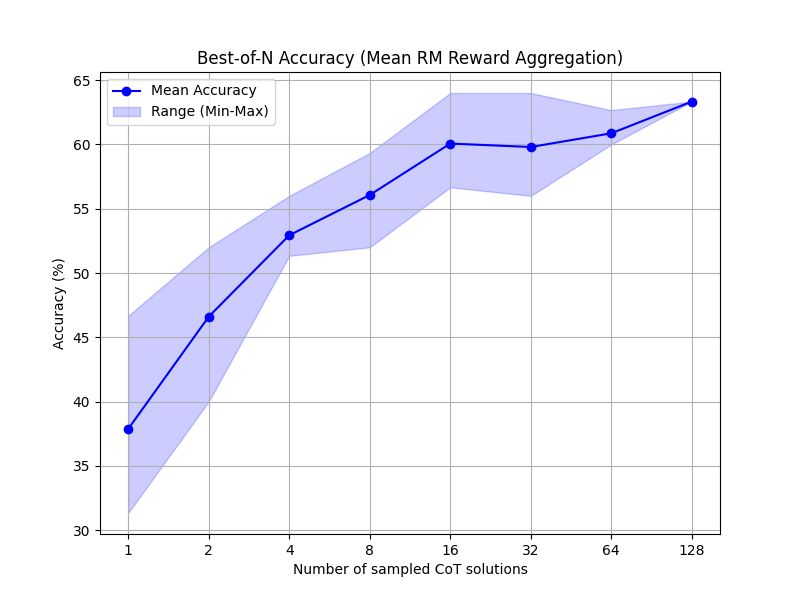 Best-of-N Accuracy (Mean RM Reward Aggregation)
Mean Accuracy
Range (Min-Max)
Accuracy (%)
65
60
55
50
45
40
35
30
1 2 4 8 16 32 64 128
Number of sampled CoT solutions